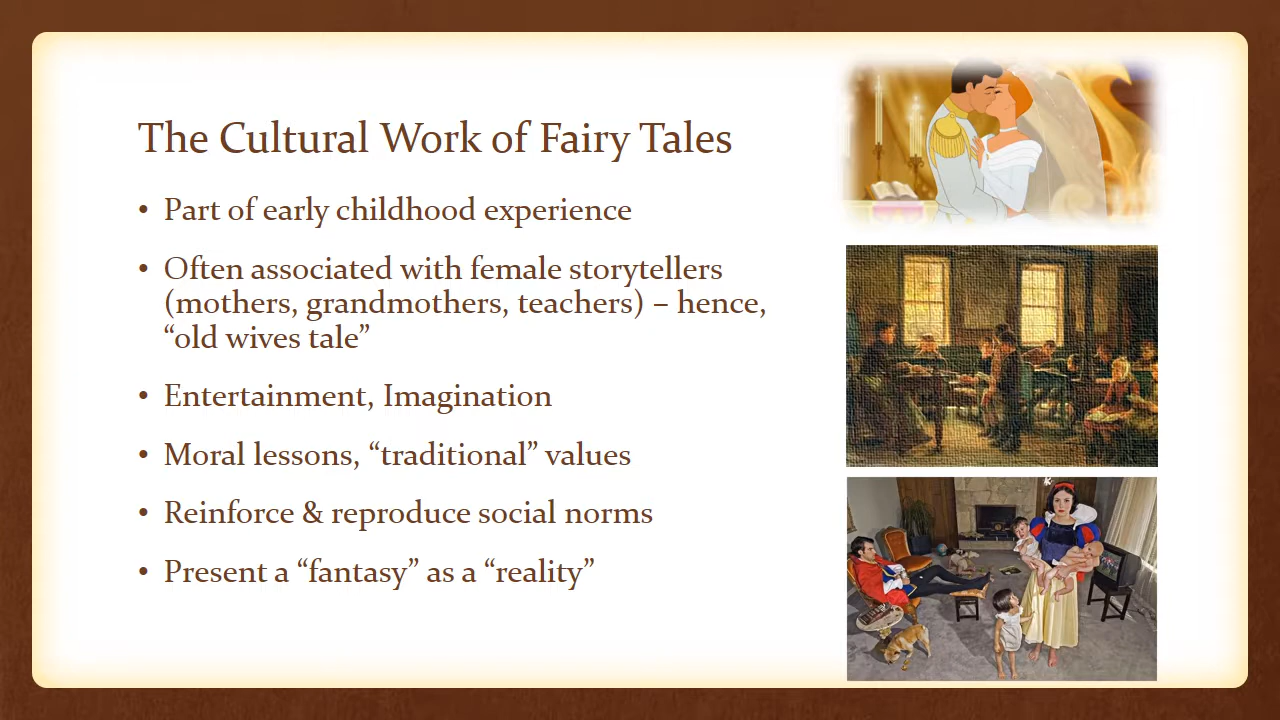 The Cultural Work of Fairy Tales
• Part of early childhood experience
• Often associated with female storytellers
(mothers, grandmothers, teachers) – hence,
“old wives tale”
• Entertainment, Imagination
• Moral lessons, “traditional” values
• Reinforce & reproduce social norms
• Present a “fantasy” as a “reality”